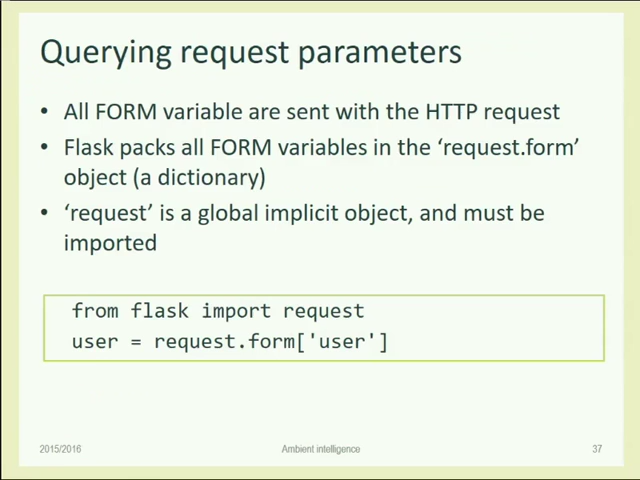 Querying request parameters
• All FORM variable are sent with the HTTP request
• Flask packs all FORM variables in the ‘request.form’
object (a dictionary)
• ‘request’ is a global implicit object, and must be
imported
from flask import request
user = request.form['user']
2015/2016
Ambient intelligence
37